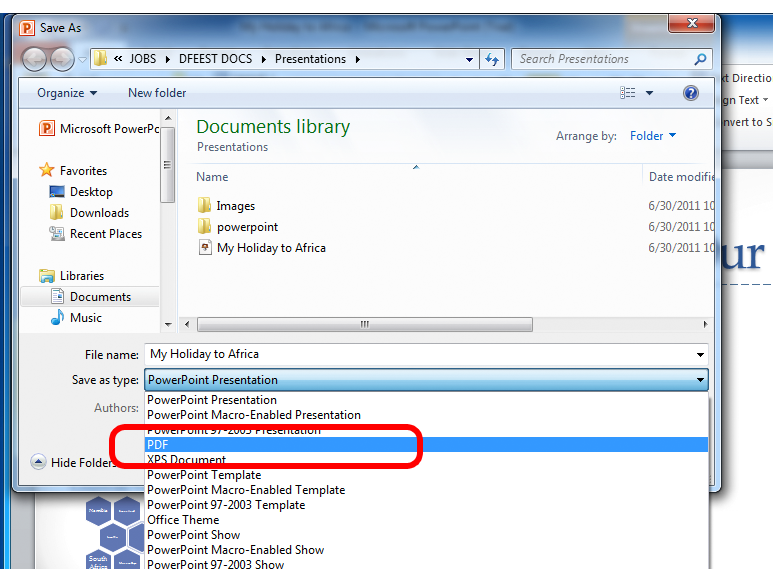 Save As
« JOBS ▸ DFEEST DOCS ▸ Presentations ▸
Search Presentations
Organize
New folder
xt Directio
gn Text
nvert to S
Microsoft PowerPc
Favorites
Desktop
Downloads
Recent Places
Libraries
Documents
Music
Documents library
Presentations
Arrange by: Folder
Name
Date modifie
Images
6/30/2011 10
powerpoint
6/30/2011 10
My Holiday to Africa
6/30/2011 10
ur
File name: My Holiday to Africa
Save as type: PowerPoint Presentation
Authors:
Hide Folders
PowerPoint Presentation
PowerPoint Macro-Enabled Presentation
PowerPoint 97-2003 Presentation
PDF
XPS Document
PowerPoint Template
PowerPoint Macro-Enabled Template
PowerPoint 97-2003 Template
Office Theme
PowerPoint Show
PowerPoint Macro-Enabled Show
PowerPoint 97-2003 Show
Namibia
South
Africa